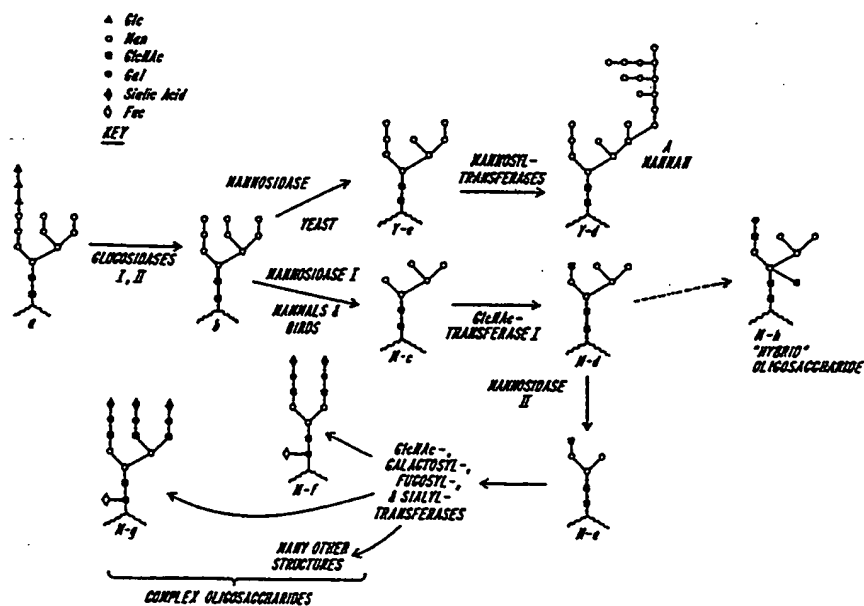 Glc
Man
GlcNAc
Gal
Sialic Acid
Fuc
KEY
a
GLUCOSIDASES
I, II
b
MANNOSIDASE
YEAST
Y-c
MANNOSYL-
TRANSFERASES
Y-d
A
MANNAN
MANNOSIDASE I
MAMMALS &
BIRDS
M-c
GlcNAc-
TRANSFERASE I
M-d
M-h
"HYBRID"
OLIGOSACCHARIDE
MANNOSIDASE
II
M-e
GlcNAc-,
GALACTOSYL-,
FUCOSYL-,
& SIALYL-
TRANSFERASES
M-f
M-g
MANY OTHER
STRUCTURES
COMPLEX OLIGOSACCHARIDES